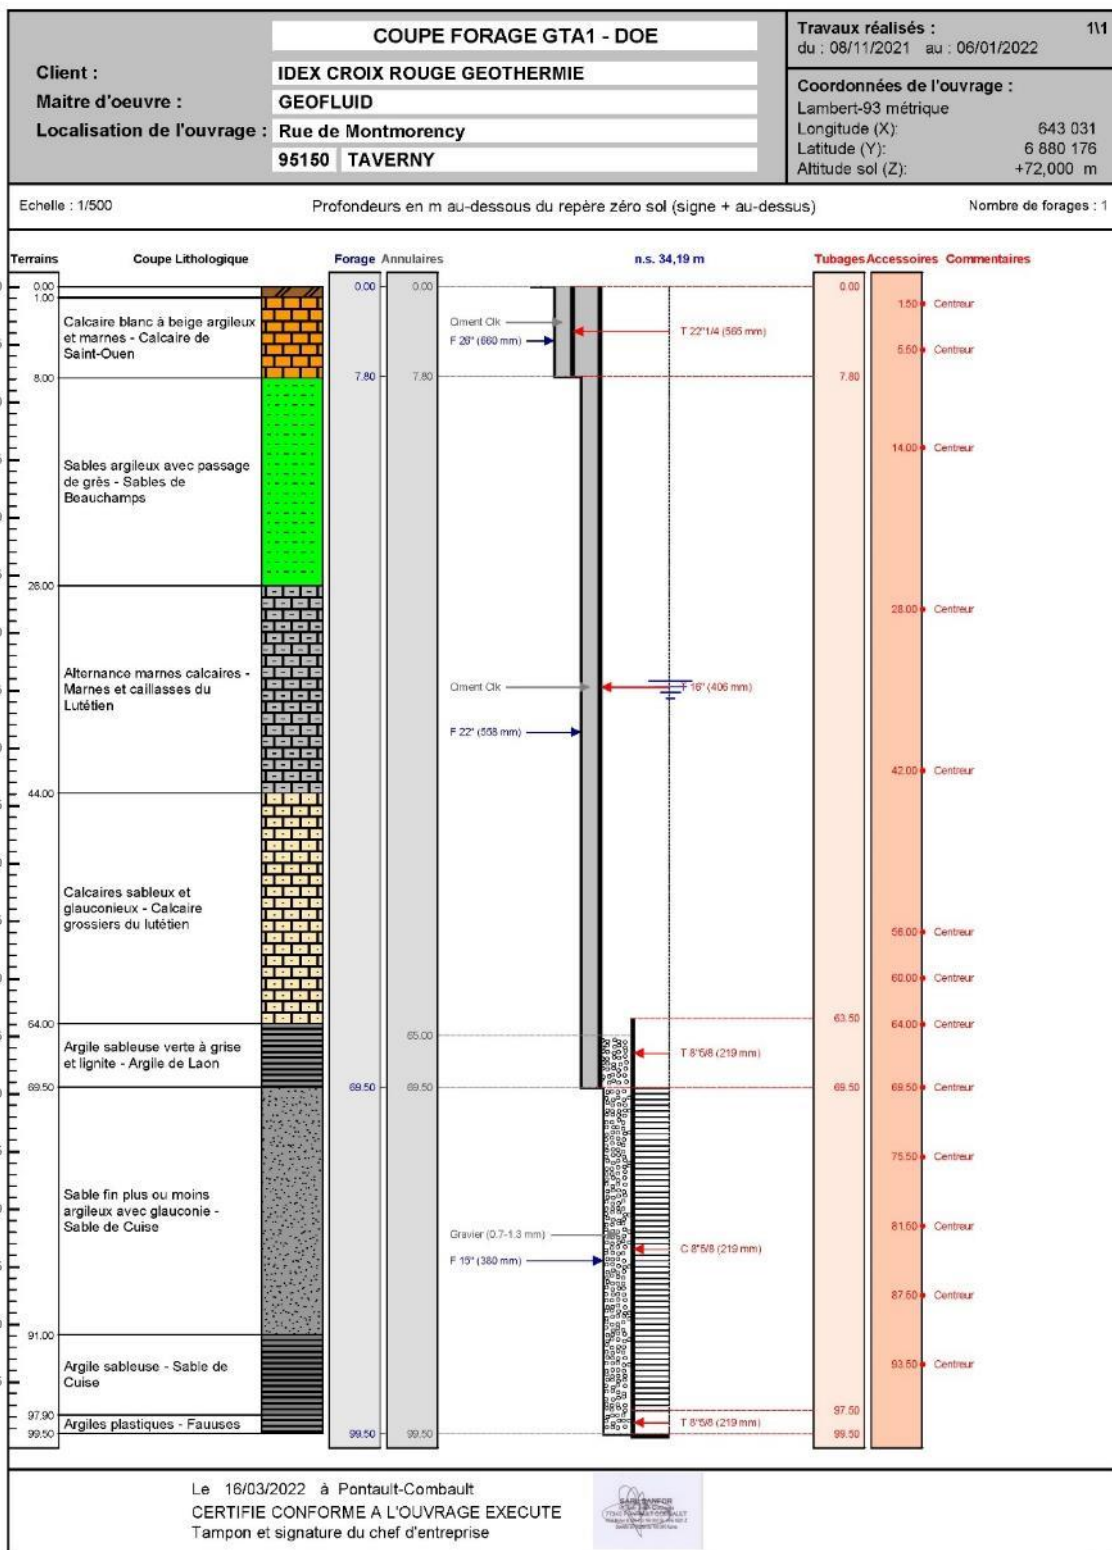 COUPE FORAGE GTA1 - DOE
Client :
IDEX CROIX ROUGE GEOTHERMIE
Maitre d'oeuvre :
GEOFLUID
Localisation de l'ouvrage :
Rue de Montmorency
95150 TAVERNY
Travaux réalisés : 1\1
du : 08/11/2021 au : 06/01/2022
Coordonnées de l'ouvrage :
Lambert-93 métrique
Longitude (X): 643 031
Latitude (Y): 6 880 176
Altitude sol (Z): +72,000 m
Echelle : 1/500
Profondeurs en m au-dessous du repère zéro sol (signe + au-dessus)
Nombre de forages : 1
Terrains Coupe Lithologique Forage Annulaires n.s. 34,19 m Tubages Accessoires Commentaires
0.00 0.00 0.00 0.00
1.00
1.50 Centreur
Calcaire blanc à beige argileux
et marnes - Calcaire de
Saint-Ouen
Ciment Clk
F 26" (660 mm)
T 22"1/4 (565 mm)
5.50 Centreur
8.00 7.80 7.80 7.80
14.00 Centreur
Sables argileux avec passage
de grès - Sables de
Beauchamps
26.00
28.00 Centreur
Alternance marnes calcaires -
Marnes et caillasses du
Lutétien
Ciment Clk
16" (406 mm)
F 22" (558 mm)
42.00 Centreur
44.00
Calcaires sableux et
glauconieux - Calcaire
grossiers du lutétien
56.00 Centreur
60.00 Centreur
64.00 63.50 64.00 Centreur
65.00
Argile sableuse verte à grise
et lignite - Argile de Laon
T 8"5/8 (219 mm)
69.50 69.50 69.50 69.50 69.50 Centreur
75.50 Centreur
Sable fin plus ou moins
argileux avec glauconie -
Sable de Cuise
81.50 Centreur
Gravier (0.7-1.3 mm)
F 15" (380 mm)
C 8"5/8 (219 mm)
87.50 Centreur
91.00
Argile sableuse - Sable de
Cuise
93.50 Centreur
97.90 97.50
Argiles plastiques - Fauuses
T 8"5/8 (219 mm)
99.50 99.50 99.50 99.50
Le 16/03/2022 à Pontault-Combault
CERTIFIE CONFORME A L'OUVRAGE EXECUTE
Tampon et signature du chef d'entreprise